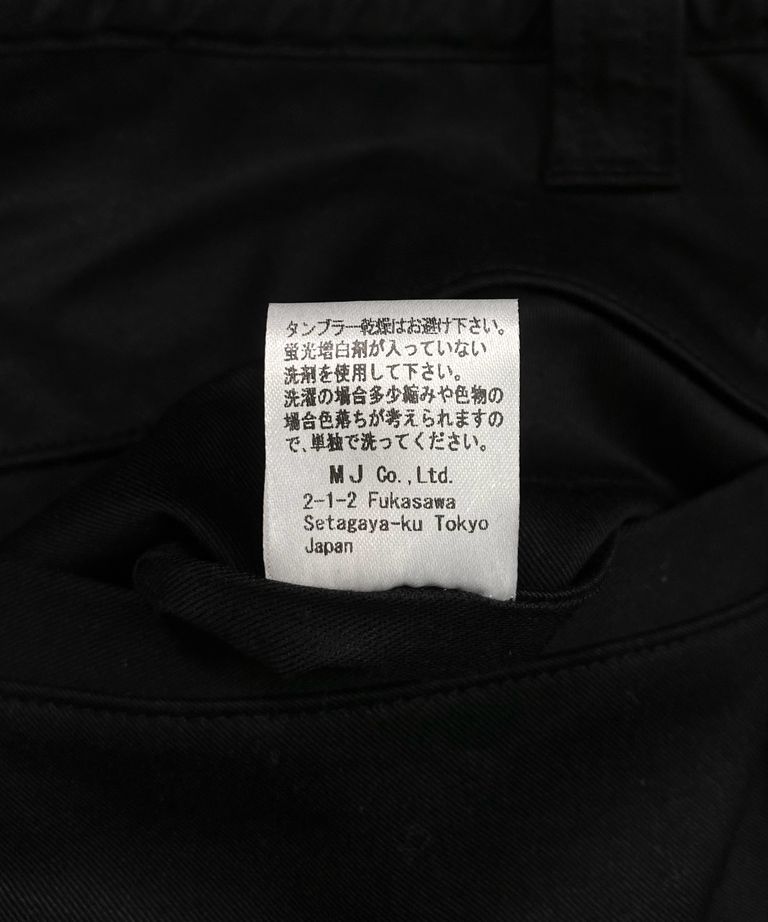 タンブラー乾燥はお避け下さい。
蛍光増白剤が入っていない
洗剤を使用して下さい。
洗濯の場合多少縮みや色物の
場合色落ちが考えられますの
で、単独で洗ってください。
MJ Co.,Ltd.
2-1-2 Fukasawa
Setagaya-ku Tokyo
Japan